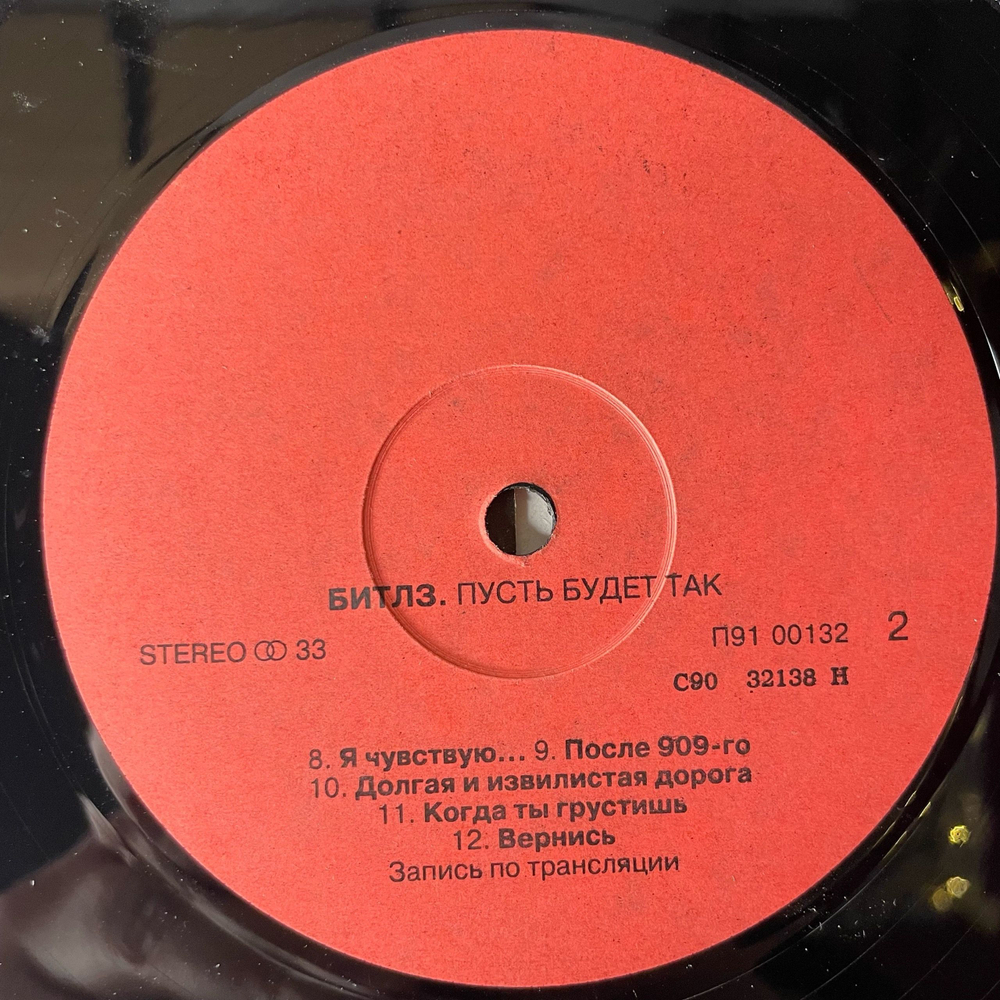 БИТЛЗ. ПУСТЬ БУДЕТ ТАК
STEREO 33
П91 00132 2
С90 32138 Н
8. Я чувствую... 9. После 909-го
10. Долгая и извилистая дорога
11. Когда ты грустишь
12. Вернись
Запись по трансляции